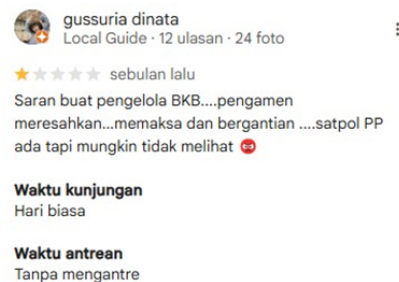 gussuria dinata
Local Guide · 12 ulasan · 24 foto
sebulan lalu
Saran buat pengelola BKB....pengamen
meresahkan...memaksa dan bergantian ....satpol PP
ada tapi mungkin tidak melihat
Waktu kunjungan
Hari biasa
Waktu antrean
Tanpa mengantre